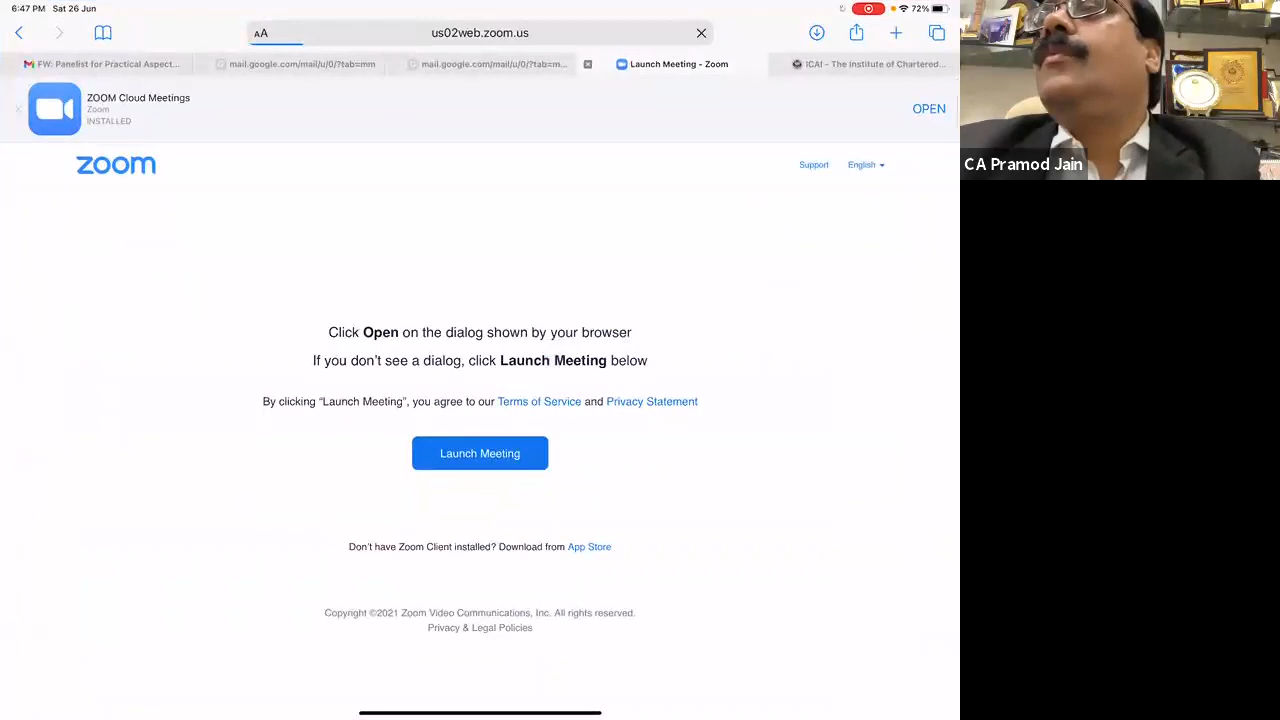 6:47 PM Sat 26 Jun
72%
AA
us02web.zoom.us
FW: Panelist for Practical Aspect...
mail.google.com/mail/u/0/?tab=mm
mail.google.com/mail/u/0/?tab=m...
Launch Meeting - Zoom
ICAI - The Institute of Chartered...
ZOOM Cloud Meetings
Zoom
INSTALLED
OPEN
zoom
Support
English
Click Open on the dialog shown by your browser
If you don't see a dialog, click Launch Meeting below
By clicking “Launch Meeting”, you agree to our Terms of Service and Privacy Statement
Launch Meeting
Don't have Zoom Client installed? Download from App Store
Copyright ©2021 Zoom Video Communications, Inc. All rights reserved.
Privacy & Legal Policies
CA Pramod Jain